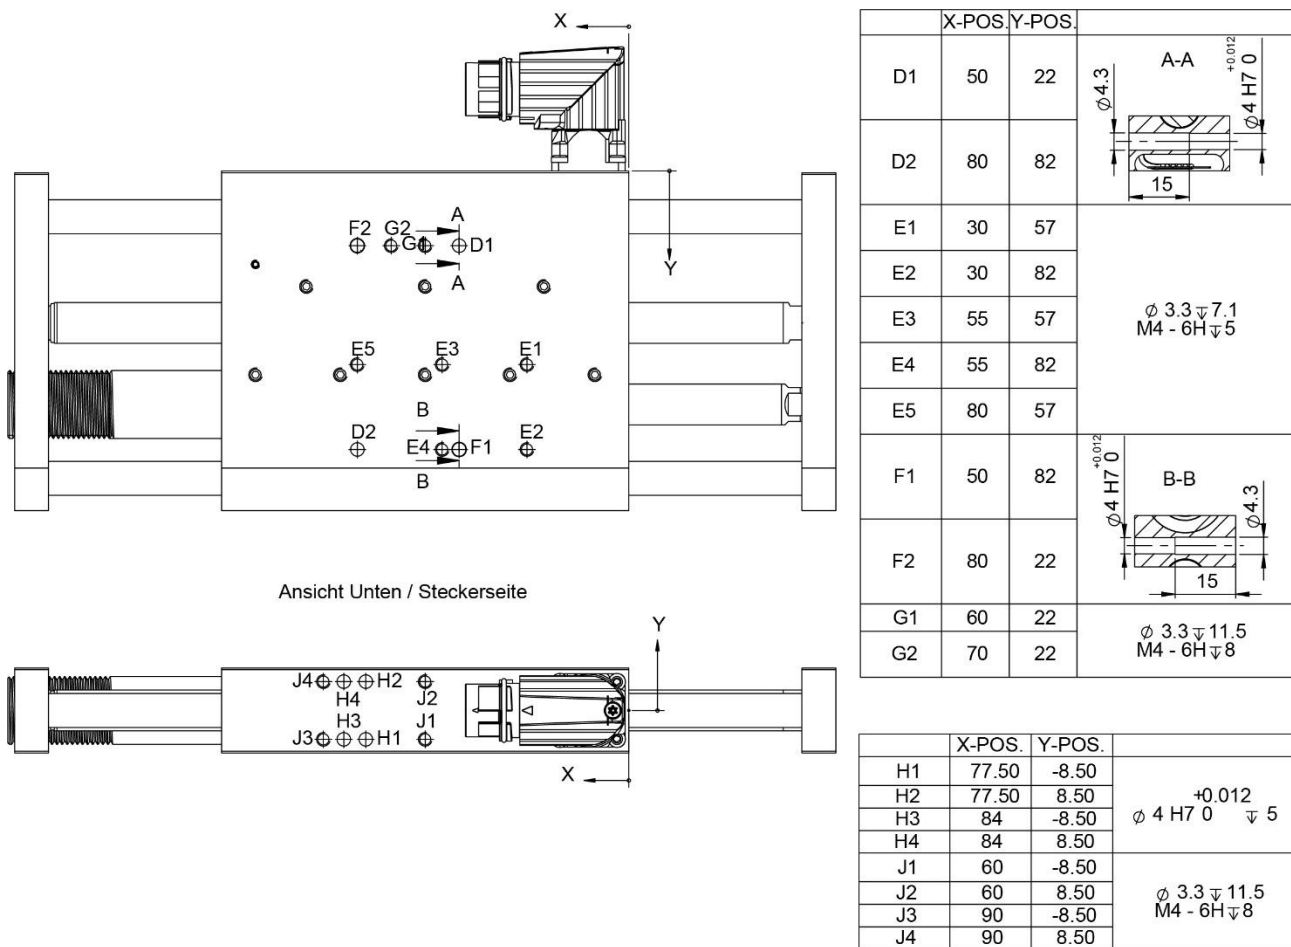 X
A
F2 G2 G1 D1
A
Y
E5 E3 E1
B
D2 E4 F1 E2
B
Ansicht Unten / Steckerseite
Y
J4 H2 J2
H4
H3 J1
J3 H1
X
X-POS. Y-POS.
D1 50 22
D2 80 82
A-A
⌀4.3
⌀4 H7 +0.012 0
15
E1 30 57
E2 30 82
E3 55 57
E4 55 82
E5 80 57
⌀ 3.3 ↧ 7.1
M4 - 6H ↧ 5
F1 50 82
F2 80 22
⌀4 H7 +0.012 0
B-B
⌀4.3
15
G1 60 22
G2 70 22
⌀ 3.3 ↧ 11.5
M4 - 6H ↧ 8
X-POS. Y-POS.
H1 77.50 -8.50
H2 77.50 8.50
H3 84 -8.50
H4 84 8.50
+0.012
⌀ 4 H7 0 ↧ 5
J1 60 -8.50
J2 60 8.50
J3 90 -8.50
J4 90 8.50
⌀ 3.3 ↧ 11.5
M4 - 6H ↧ 8